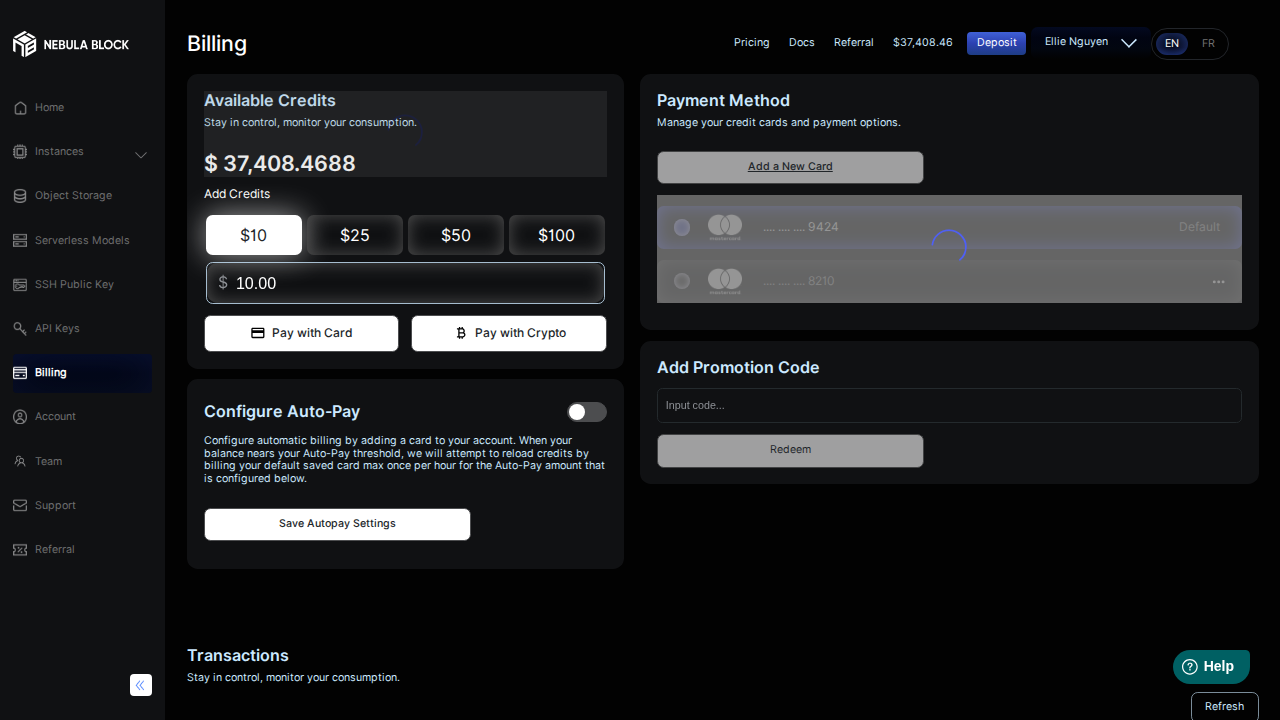 NEBULA BLOCK
Home
Instances
Object Storage
Serverless Models
SSH Public Key
API Keys
Billing
Account
Team
Support
Referral
Billing
Pricing
Docs
Referral
$37,408.46
Deposit
Ellie Nguyen
EN
FR
Available Credits
Stay in control, monitor your consumption.
$ 37,408.4688
Add Credits
$10
$25
$50
$100
$ 10.00
Pay with Card
Pay with Crypto
Configure Auto-Pay
Configure automatic billing by adding a card to your account. When your
balance nears your Auto-Pay threshold, we will attempt to reload credits by
billing your default saved card max once per hour for the Auto-Pay amount that
is configured below.
Save Autopay Settings
Payment Method
Manage your credit cards and payment options.
Add a New Card
.... .... .... 9424
Default
.... .... .... 8210
Add Promotion Code
Input code...
Redeem
Transactions
Stay in control, monitor your consumption.
Help
Refresh